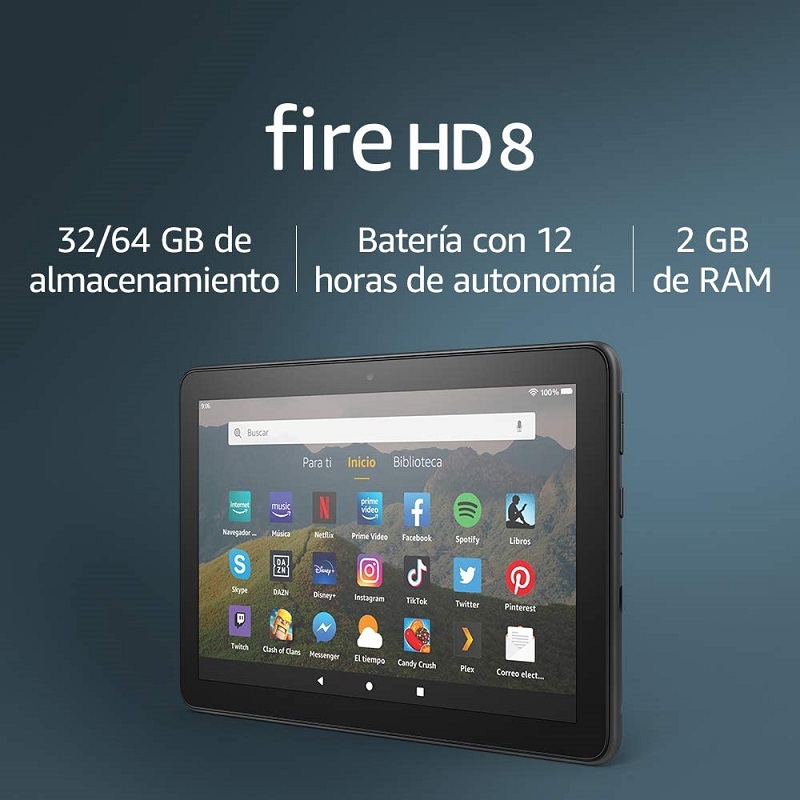 fire HD 8
32/64 GB de
almacenamiento
Batería con 12
horas de autonomía
2 GB
de RAM
9:06
100%
Buscar
Para ti Inicio Biblioteca
internet music N prime video
Navegador ... Música Netflix Prime Video Facebook Spotify Libros
DAZN Disney+
Skype DAZN Disney+ Instagram TikTok Twitter Pinterest
Twitch Clash of Clans Messenger El tiempo Candy Crush Plex Correo elect...